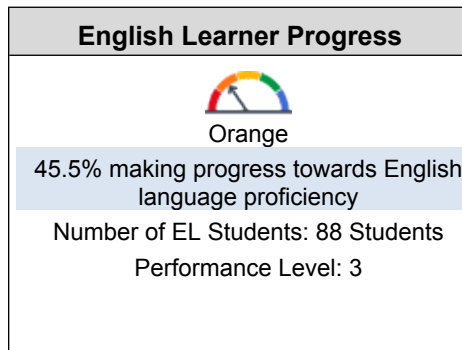 English Learner Progress
Orange
45.5% making progress towards English
language proficiency
Number of EL Students: 88 Students
Performance Level: 3